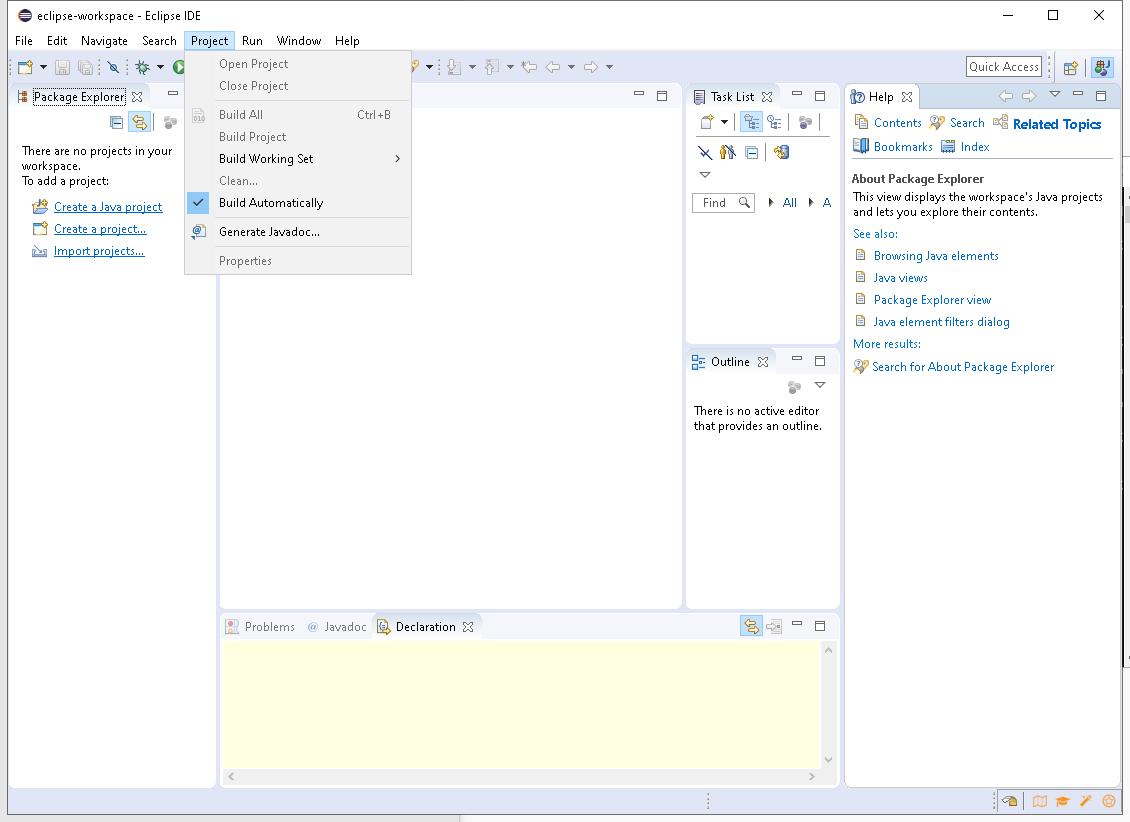 eclipse-workspace - Eclipse IDE
File Edit Navigate Search Project Run Window Help
Quick Access
Open Project
Close Project
Build All Ctrl+B
Build Project
Build Working Set
Clean...
Build Automatically
Generate Javadoc...
Properties
Package Explorer
There are no projects in your
workspace.
To add a project:
Create a Java project
Create a project...
Import projects...
Task List
Find All A
Outline
There is no active editor
that provides an outline.
Help
Contents Search Related Topics
Bookmarks Index
About Package Explorer
This view displays the workspace's Java projects
and lets you explore their contents.
See also:
Browsing Java elements
Java views
Package Explorer view
Java element filters dialog
More results:
Search for About Package Explorer
Problems @ Javadoc Declaration